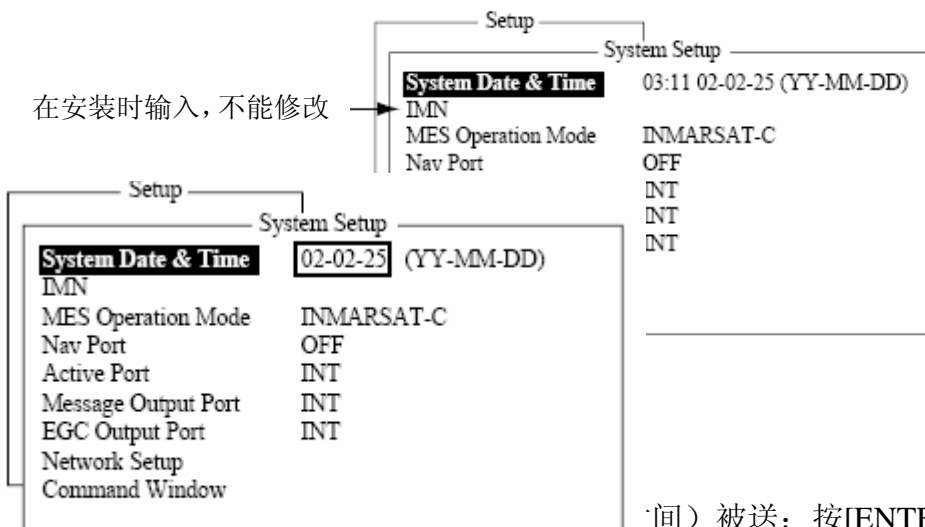 Setup
System Setup
System Date & Time 03:11 02-02-25 (YY-MM-DD)
在安装时输入，不能修改
IMN
MES Operation Mode INMARSAT-C
Nav Port OFF
INT
INT
INT
Setup
System Setup
System Date & Time 02-02-25 (YY-MM-DD)
IMN
MES Operation Mode INMARSAT-C
Nav Port OFF
Active Port INT
Message Output Port INT
EGC Output Port INT
Network Setup
Command Window
间）被送；按[ENTE